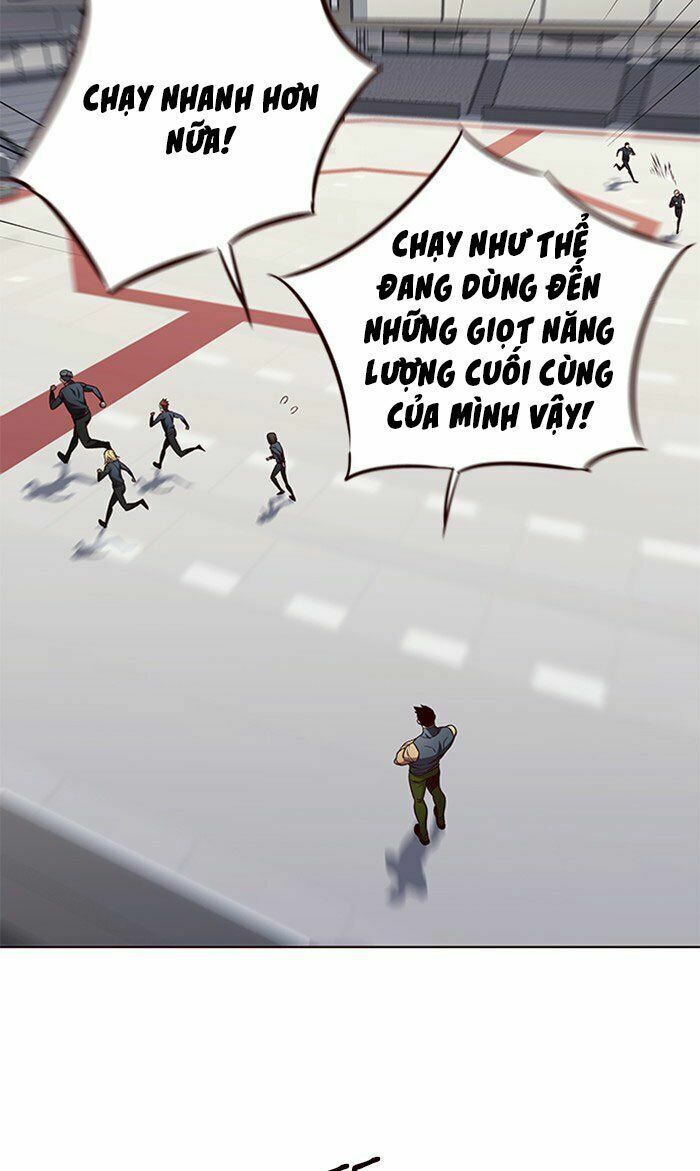 CHẠY NHANH HƠN
NỮA!
CHẠY NHƯ THỂ
ĐANG DÙNG ĐẾN
NHỮNG GIỌT NĂNG
LƯỢNG CUỐI CÙNG
CỦA MÌNH VẬY!